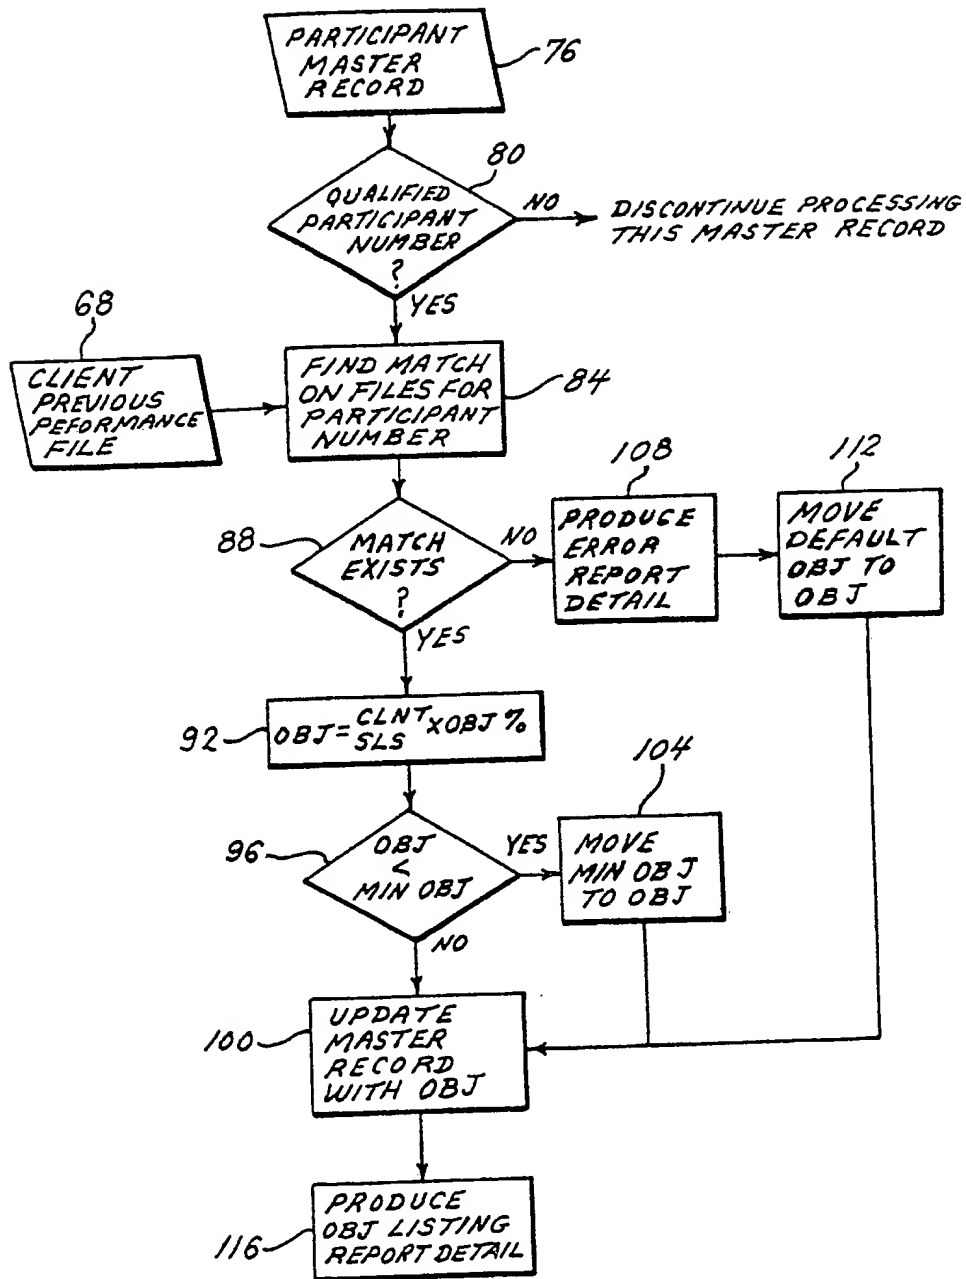 PARTICIPANT
MASTER
RECORD
76
80
QUALIFIED
PARTICIPANT
NUMBER
?
NO
DISCONTINUE PROCESSING
THIS MASTER RECORD
YES
68
CLIENT
PREVIOUS
PEFORMANCE
FILE
FIND MATCH
ON FILES FOR
PARTICIPANT
NUMBER
84
88
MATCH
EXISTS
?
NO
108
PRODUCE
ERROR
REPORT
DETAIL
112
MOVE
DEFAULT
OBJ TO
OBJ
YES
92
OBJ = CLNT SLS X OBJ %
96
OBJ
<
MIN OBJ
YES
104
MOVE
MIN OBJ
TO OBJ
NO
100
UPDATE
MASTER
RECORD
WITH OBJ
116
PRODUCE
OBJ LISTING
REPORT DETAIL